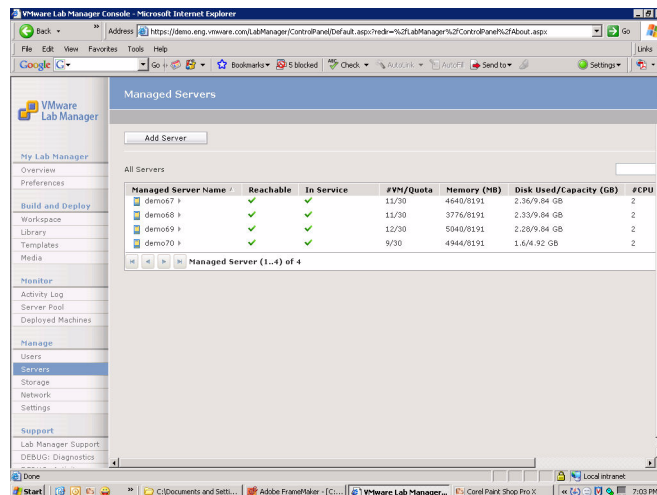 VMware Lab Manager Console - Microsoft Internet Explorer
Back » Address https://demo.eng.vmware.com/LabManager/ControlPanel/Default.aspx?redir=%2fLabManager%2fControlPanel%2fAbout.aspx Go
File Edit View Favorites Tools Help Links
Google G Go Bookmarks 5 blocked Check AutoLink AutoFill Send to Settings
VMware
Lab Manager
Managed Servers
Add Server
My Lab Manager
Overview
Preferences
Build and Deploy
Workspace
Library
Templates
Media
Monitor
Activity Log
Server Pool
Deployed Machines
Manage
Users
Servers
Storage
Network
Settings
Support
Lab Manager Support
DEBUG: Diagnostics
All Servers
Managed Server Name Reachable In Service #VM/Quota Memory (MB) Disk Used/Capacity (GB) #CPU
demo67 11/30 4640/8191 2.36/9.84 GB 2
demo68 11/30 3776/8191 2.33/9.84 GB 2
demo69 12/30 5040/8191 2.28/9.84 GB 2
demo70 9/30 4944/8191 1.6/4.92 GB 2
Managed Server (1..4) of 4
Done Local intranet
Start » C:\Documents and Setti... Adobe FrameMaker - [C:... VMware Lab Manager... Corel Paint Shop Pro X « 7:03 PM